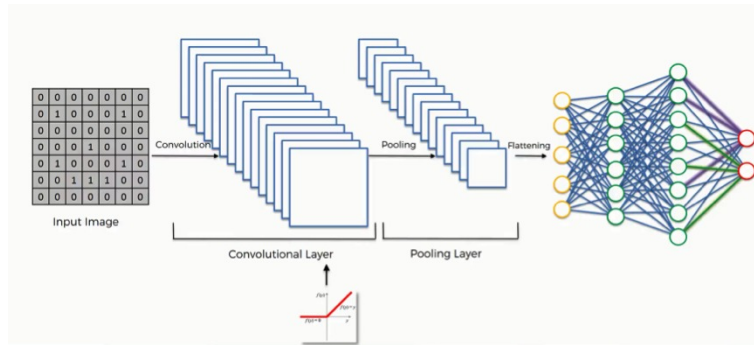 0 0 0 0 0 0 0
0 1 0 0 0 1 0
0 0 0 0 0 0 0
0 0 0 1 0 0 0
0 1 0 0 0 1 0
0 0 1 1 1 0 0
0 0 0 0 0 0 0
Input Image
Convolution
Convolutional Layer
Pooling
Pooling Layer
Flattening